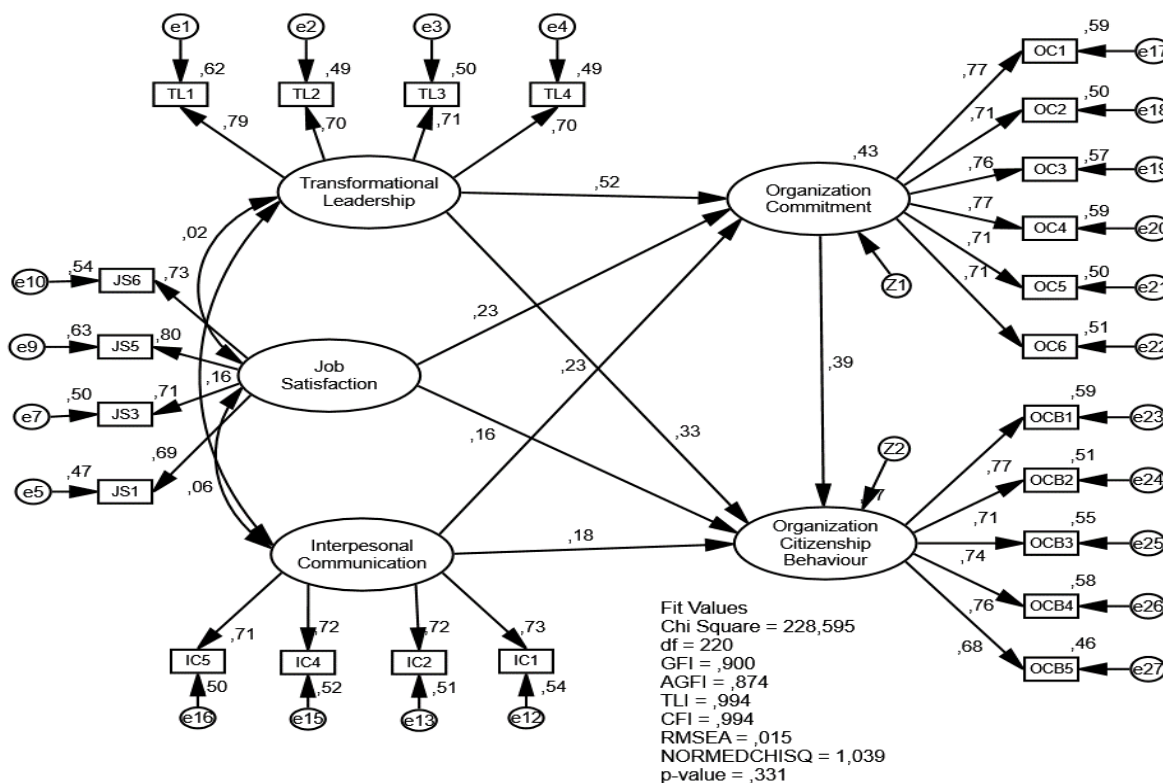 e1
e2
e3
e4
,62
,49
,50
,49
TL1
TL2
TL3
TL4
,79
,70
,71
,70
Transformational
Leadership
,02
,16
,06
e10
,54
JS6
,73
e9
,63
JS5
,80
e7
,50
JS3
,71
e5
,47
JS1
,69
Job
Satisfaction
Interpesonal
Communication
,71
,72
,72
,73
IC5
IC4
IC2
IC1
,50
,52
,51
,54
e16
e15
e13
e12
,52
,23
,23
,33
,16
,18
,39
,43
Organization
Commitment
Z1
,77
OC1
,59
e17
,71
OC2
,50
e18
,76
OC3
,57
e19
,77
OC4
,59
e20
,71
OC5
,50
e21
,71
OC6
,51
e22
Z2
Organization
Citizenship
Behaviour
,77
OCB1
,59
e23
,71
OCB2
,51
e24
,74
OCB3
,55
e25
,76
OCB4
,58
e26
,68
OCB5
,46
e27
Fit Values
Chi Square = 228,595
df = 220
GFI = ,900
AGFI = ,874
TLI = ,994
CFI = ,994
RMSEA = ,015
NORMEDCHISQ = 1,039
p-value = ,331